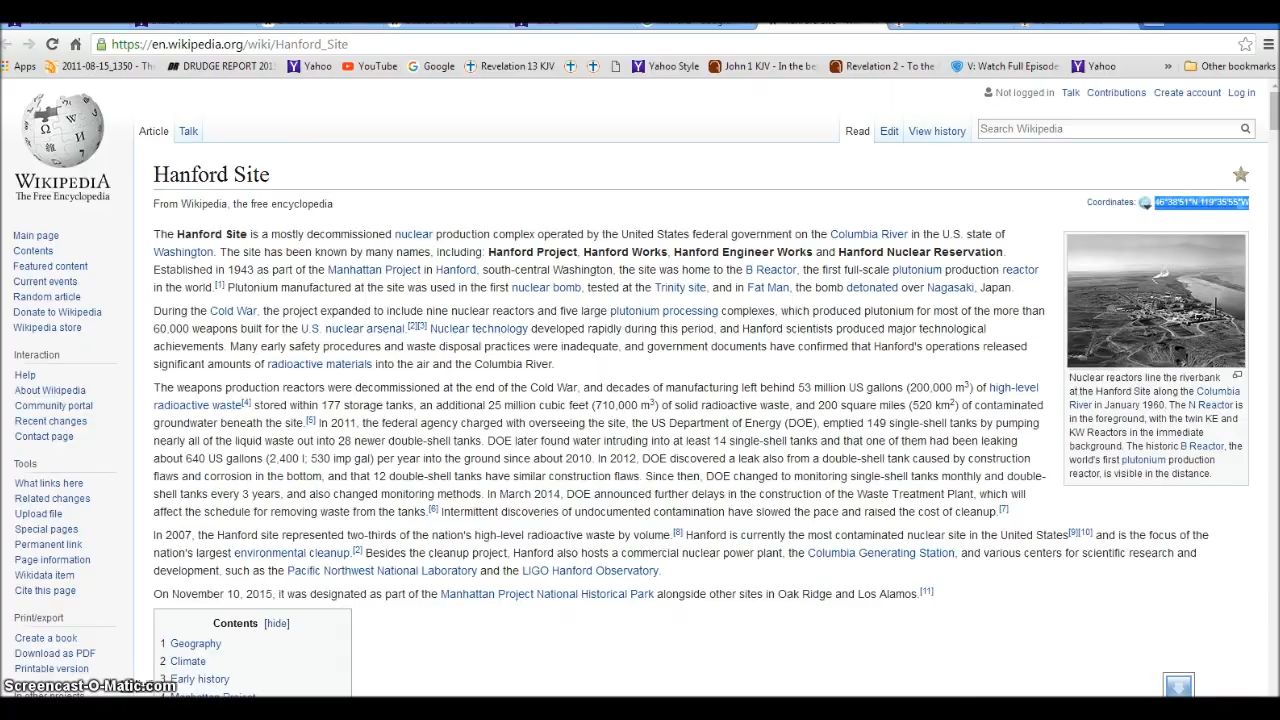 https://en.wikipedia.org/wiki/Hanford_Site
Apps 2011-08-15_1350 - Th DRUDGE REPORT 201 Yahoo YouTube Google Revelation 13 KJV Yahoo Style John 1 KJV - In the be Revelation 2 - To the V: Watch Full Episode Yahoo » Other bookmarks
Not logged in Talk Contributions Create account Log in
Article Talk Read Edit View history Search Wikipedia
WIKIPEDIA
The Free Encyclopedia
Main page
Contents
Featured content
Current events
Random article
Donate to Wikipedia
Wikipedia store
Interaction
Help
About Wikipedia
Community portal
Recent changes
Contact page
Tools
What links here
Related changes
Upload file
Special pages
Permanent link
Page information
Wikidata item
Cite this page
Print/export
Create a book
Download as PDF
Printable version
Hanford Site
From Wikipedia, the free encyclopedia
Coordinates: 46°38′51″N 119°35′55″W
The Hanford Site is a mostly decommissioned nuclear production complex operated by the United States federal government on the Columbia River in the U.S. state of
Washington. The site has been known by many names, including: Hanford Project, Hanford Works, Hanford Engineer Works and Hanford Nuclear Reservation.
Established in 1943 as part of the Manhattan Project in Hanford, south-central Washington, the site was home to the B Reactor, the first full-scale plutonium production reactor
in the world.[1] Plutonium manufactured at the site was used in the first nuclear bomb, tested at the Trinity site, and in Fat Man, the bomb detonated over Nagasaki, Japan.
During the Cold War, the project expanded to include nine nuclear reactors and five large plutonium processing complexes, which produced plutonium for most of the more than
60,000 weapons built for the U.S. nuclear arsenal.[2][3] Nuclear technology developed rapidly during this period, and Hanford scientists produced major technological
achievements. Many early safety procedures and waste disposal practices were inadequate, and government documents have confirmed that Hanford's operations released
significant amounts of radioactive materials into the air and the Columbia River.
The weapons production reactors were decommissioned at the end of the Cold War, and decades of manufacturing left behind 53 million US gallons (200,000 m³) of high-level
radioactive waste[4] stored within 177 storage tanks, an additional 25 million cubic feet (710,000 m³) of solid radioactive waste, and 200 square miles (520 km²) of contaminated
groundwater beneath the site.[5] In 2011, the federal agency charged with overseeing the site, the US Department of Energy (DOE), emptied 149 single-shell tanks by pumping
nearly all of the liquid waste out into 28 newer double-shell tanks. DOE later found water intruding into at least 14 single-shell tanks and that one of them had been leaking
about 640 US gallons (2,400 l; 530 imp gal) per year into the ground since about 2010. In 2012, DOE discovered a leak also from a double-shell tank caused by construction
flaws and corrosion in the bottom, and that 12 double-shell tanks have similar construction flaws. Since then, DOE changed to monitoring single-shell tanks monthly and double-
shell tanks every 3 years, and also changed monitoring methods. In March 2014, DOE announced further delays in the construction of the Waste Treatment Plant, which will
affect the schedule for removing waste from the tanks.[6] Intermittent discoveries of undocumented contamination have slowed the pace and raised the cost of cleanup.[7]
In 2007, the Hanford site represented two-thirds of the nation's high-level radioactive waste by volume.[8] Hanford is currently the most contaminated nuclear site in the United States[9][10] and is the focus of the
nation's largest environmental cleanup.[2] Besides the cleanup project, Hanford also hosts a commercial nuclear power plant, the Columbia Generating Station, and various centers for scientific research and
development, such as the Pacific Northwest National Laboratory and the LIGO Hanford Observatory.
On November 10, 2015, it was designated as part of the Manhattan Project National Historical Park alongside other sites in Oak Ridge and Los Alamos.[11]
Nuclear reactors line the riverbank
at the Hanford Site along the Columbia
River in January 1960. The N Reactor is
in the foreground, with the twin KE and
KW Reactors in the immediate
background. The historic B Reactor, the
world's first plutonium production
reactor, is visible in the distance.
Contents [hide]
1 Geography
2 Climate
3 Early history
4 Manhattan Project
Screencast-O-Matic.com